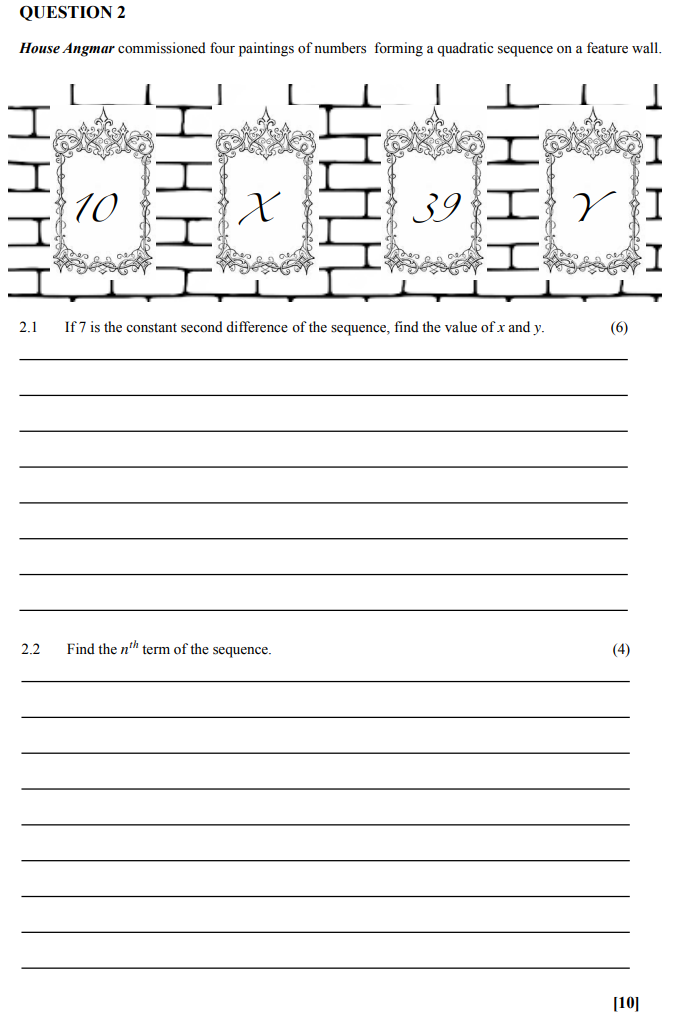 QUESTION 2
House Angmar commissioned four paintings of numbers forming a quadratic sequence on a feature wall.
10 X 39 Y
2.1 If 7 is the constant second difference of the sequence, find the value of x and y. (6)
2.2 Find the nᵗʰ term of the sequence. (4)
[10]